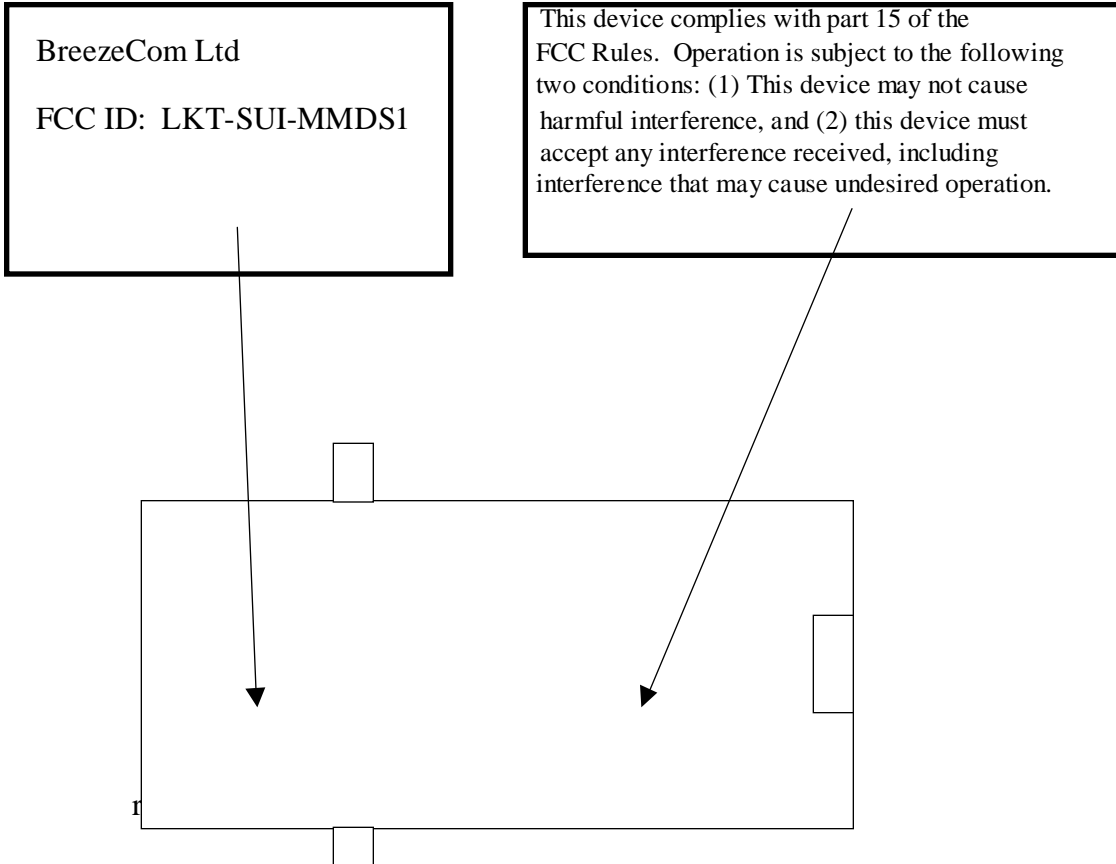 BreezeCom Ltd
FCC ID: LKT-SUI-MMDS1
This device complies with part 15 of the
FCC Rules. Operation is subject to the following
two conditions: (1) This device may not cause
harmful interference, and (2) this device must
accept any interference received, including
interference that may cause undesired operation.
r